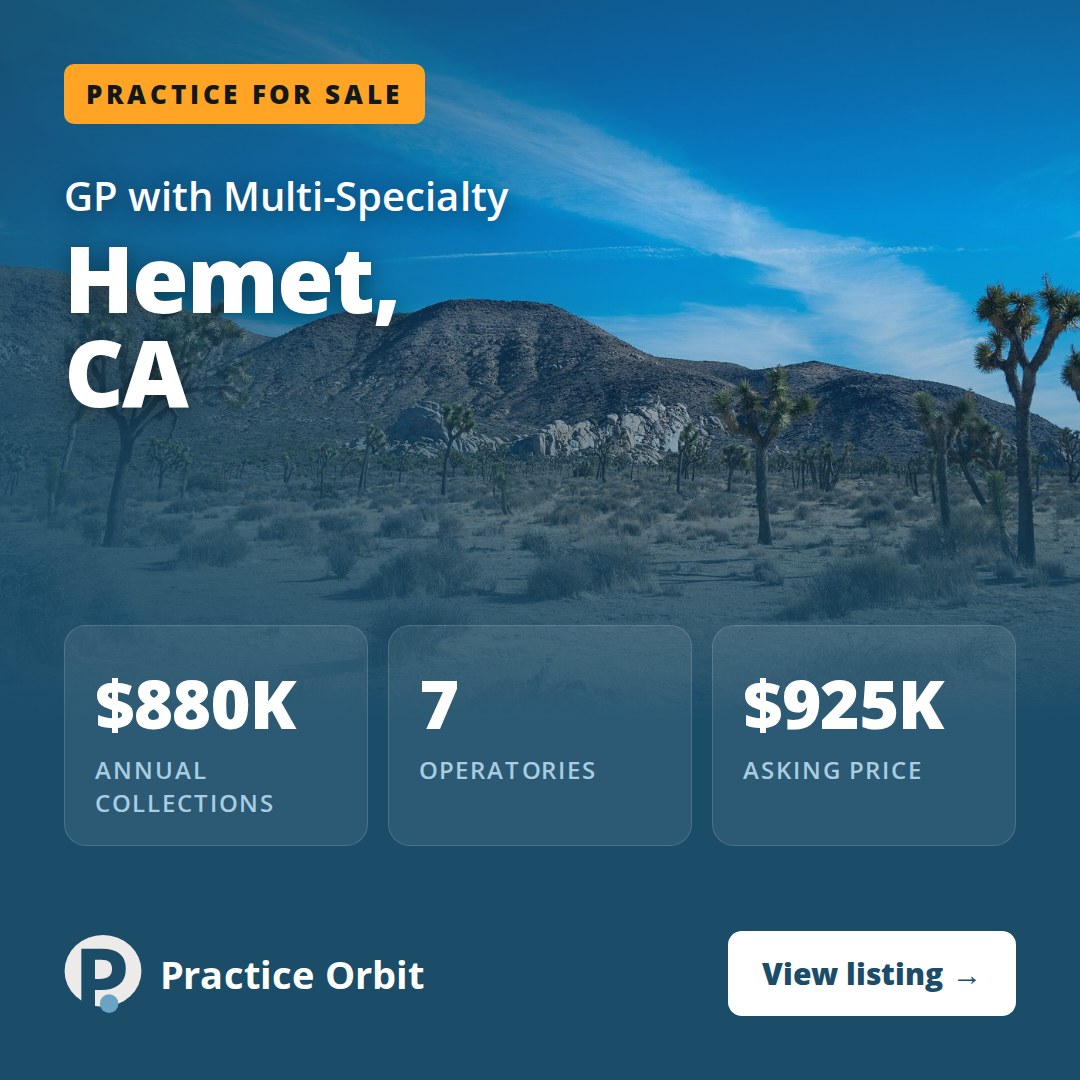 PRACTICE FOR SALE
GP with Multi-Specialty
Hemet,
CA
$880K
ANNUAL
COLLECTIONS
7
OPERATORIES
$925K
ASKING PRICE
P
Practice Orbit
View listing →